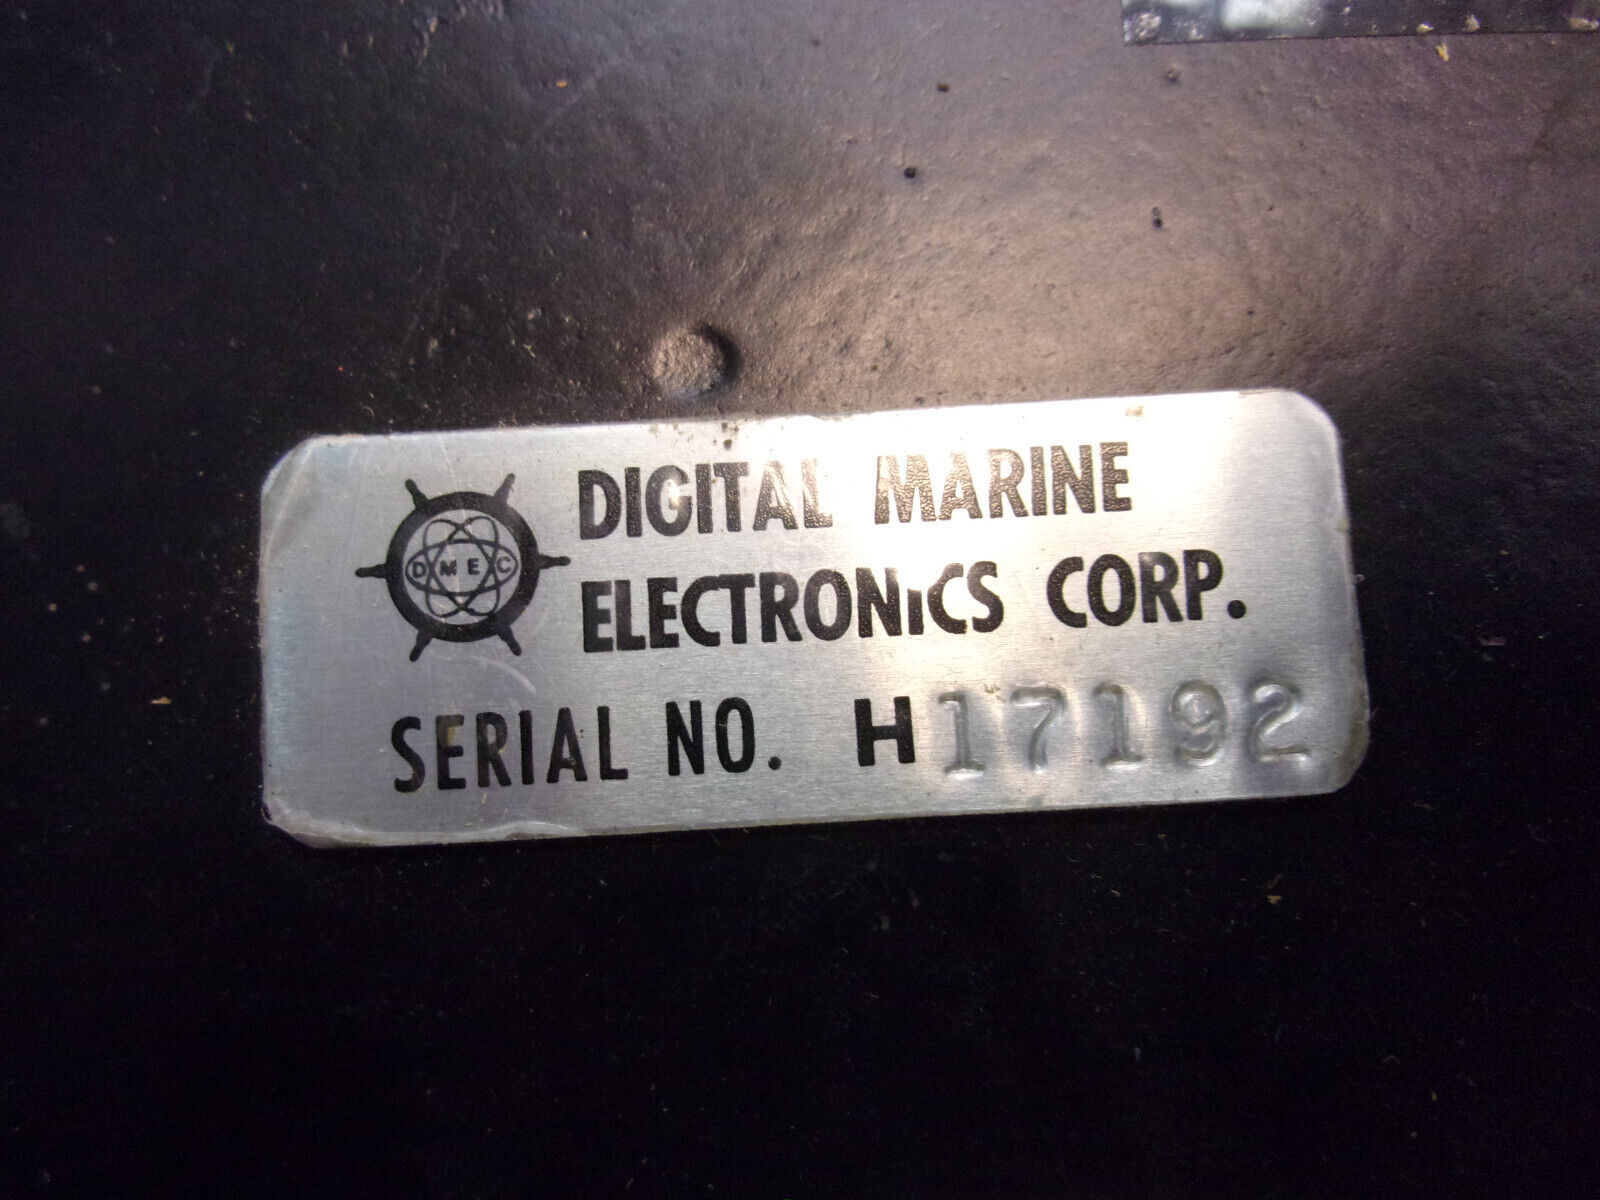 DMEC
DIGITAL MARINE
ELECTRONICS CORP.
SERIAL NO. H17192